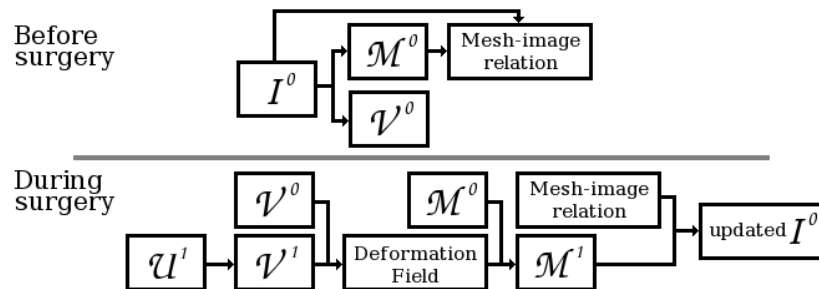 Before
surgery
I⁰
M⁰
Mesh-image
relation
V⁰
During
surgery
V⁰
M⁰
Mesh-image
relation
U¹
V¹
Deformation
Field
M¹
updated I⁰